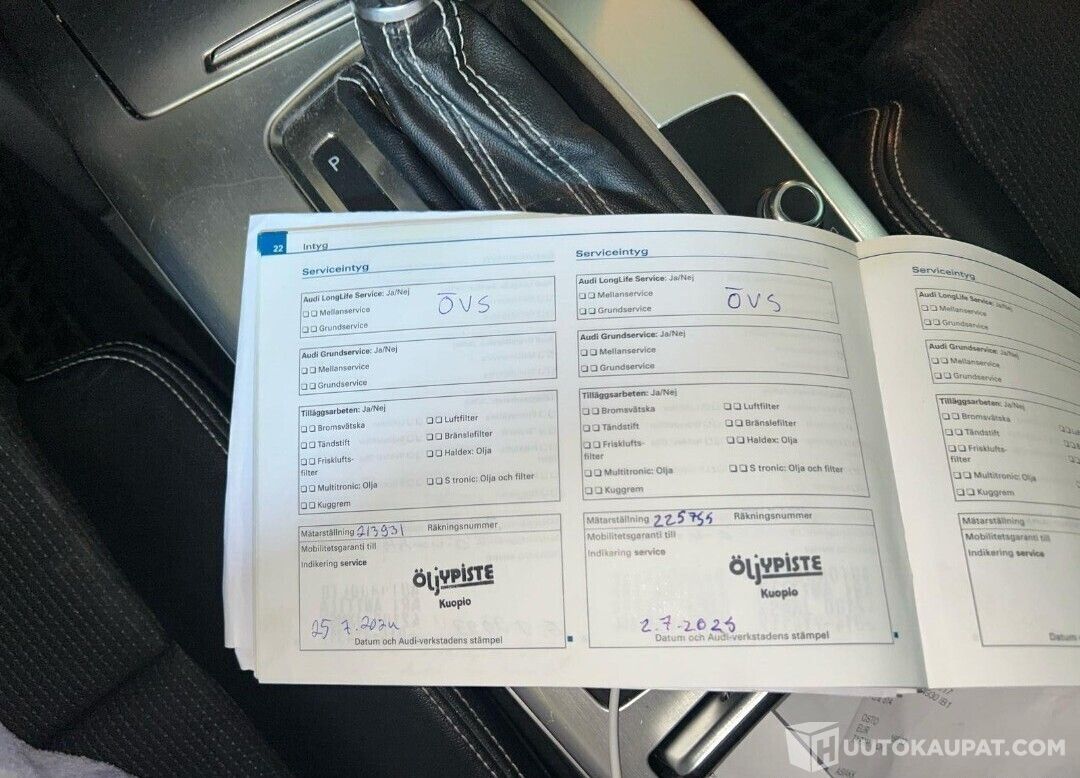 P
22 Intyg
Serviceintyg
Audi LongLife Service: Ja/Nej
❑ ❑ Mellanservice
❑ ❑ Grundservice
ÖVS
Audi Grundservice: Ja/Nej
❑ ❑ Mellanservice
❑ ❑ Grundservice
Tilläggsarbeten: Ja/Nej
❑ ❑ Bromsvätska
❑ ❑ Tändstift
❑ ❑ Frisklufts-
filter
❑ ❑ Multitronic: Olja
❑ ❑ Kuggrem
❑ ❑ Luftfilter
❑ ❑ Bränslefilter
❑ ❑ Haldex: Olja
❑ ❑ S tronic: Olja och filter
Mätarställning 213931 Räkningsnummer
Mobilitetsgaranti till
Indikering service
ÖljYPISTE
Kuopio
25 7.2024
Datum och Audi-verkstadens stämpel
Serviceintyg
Audi LongLife Service: Ja/Nej
❑ ❑ Mellanservice
❑ ❑ Grundservice
ÖVS
Audi Grundservice: Ja/Nej
❑ ❑ Mellanservice
❑ ❑ Grundservice
Tilläggsarbeten: Ja/Nej
❑ ❑ Bromsvätska
❑ ❑ Tändstift
❑ ❑ Frisklufts-
filter
❑ ❑ Multitronic: Olja
❑ ❑ Kuggrem
❑ ❑ Luftfilter
❑ ❑ Bränslefilter
❑ ❑ Haldex: Olja
❑ ❑ S tronic: Olja och filter
Mätarställning 225755 Räkningsnummer
Mobilitetsgaranti till
Indikering service
ÖljYPISTE
Kuopio
2.7.2025
Datum och Audi-verkstadens stämpel
Serviceintyg
Audi LongLife Service: Ja/Nej
❑ ❑ Mellanservice
❑ ❑ Grundservice
Audi Grundservice: Ja/Nej
❑ ❑ Mellanservice
❑ ❑ Grundservice
Tilläggsarbeten: Ja/Nej
❑ ❑ Bromsvätska
❑ ❑ Tändstift
❑ ❑ Frisklufts-
filter
❑ ❑ Multitronic: Olja
❑ ❑ Kuggrem
Mätarställning
Mobilitetsgaranti till
Indikering service
Datum
OSTO
UUTOKAUPAT.COM